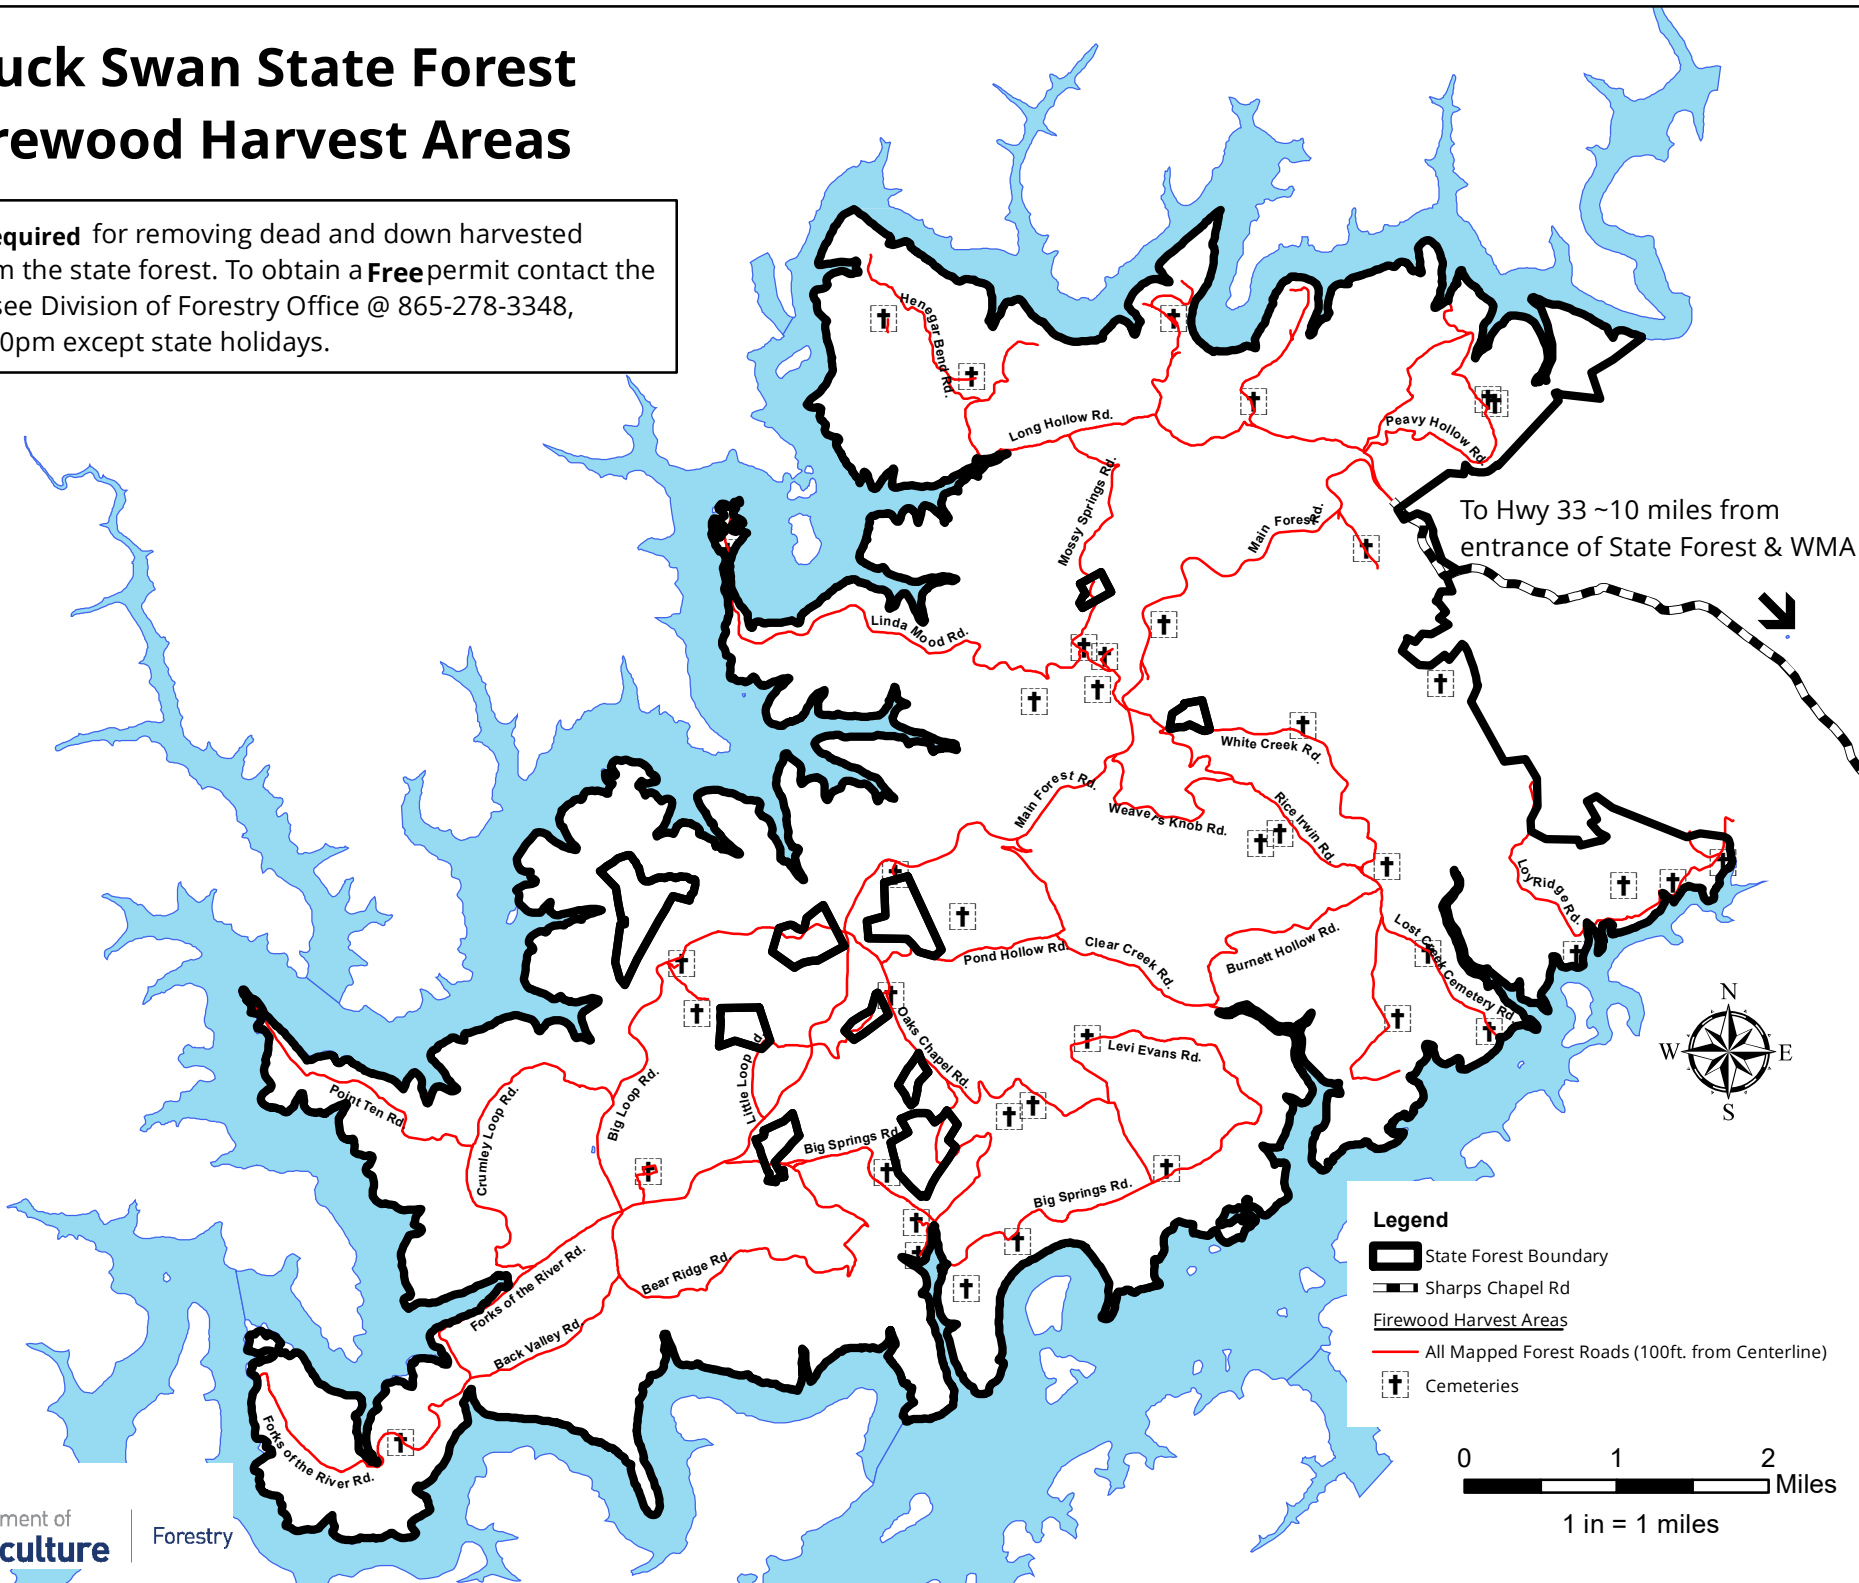 uck Swan State Forest
rewood Harvest Areas
equired for removing dead and down harvested
m the state forest. To obtain a Free permit contact the
see Division of Forestry Office @ 865-278-3348,
0pm except state holidays.
Henegar Bend Rd.
Long Hollow Rd.
Peavy Hollow Rd.
Mossy Springs Rd.
Main Forest Rd.
To Hwy 33 ~10 miles from
entrance of State Forest & WMA
Linda Mood Rd.
White Creek Rd.
Main Forest Rd.
Weavers Knob Rd.
Rice Irwin Rd.
Loy Ridge Rd.
Pond Hollow Rd.
Clear Creek Rd.
Burnett Hollow Rd.
Lost Creek Cemetery Rd
Oaks Chapel Rd.
Levi Evans Rd.
Point Ten Rd
Crumley Loop Rd.
Big Loop Rd.
Little Loop Rd.
Big Springs Rd.
Big Springs Rd.
Forks of the River Rd.
Bear Ridge Rd.
Back Valley Rd.
Forks of the River Rd.
N
W
E
S
Legend
State Forest Boundary
Sharps Chapel Rd
Firewood Harvest Areas
All Mapped Forest Roads (100ft. from Centerline)
Cemeteries
0 1 2
Miles
1 in = 1 miles
ment of
culture
Forestry